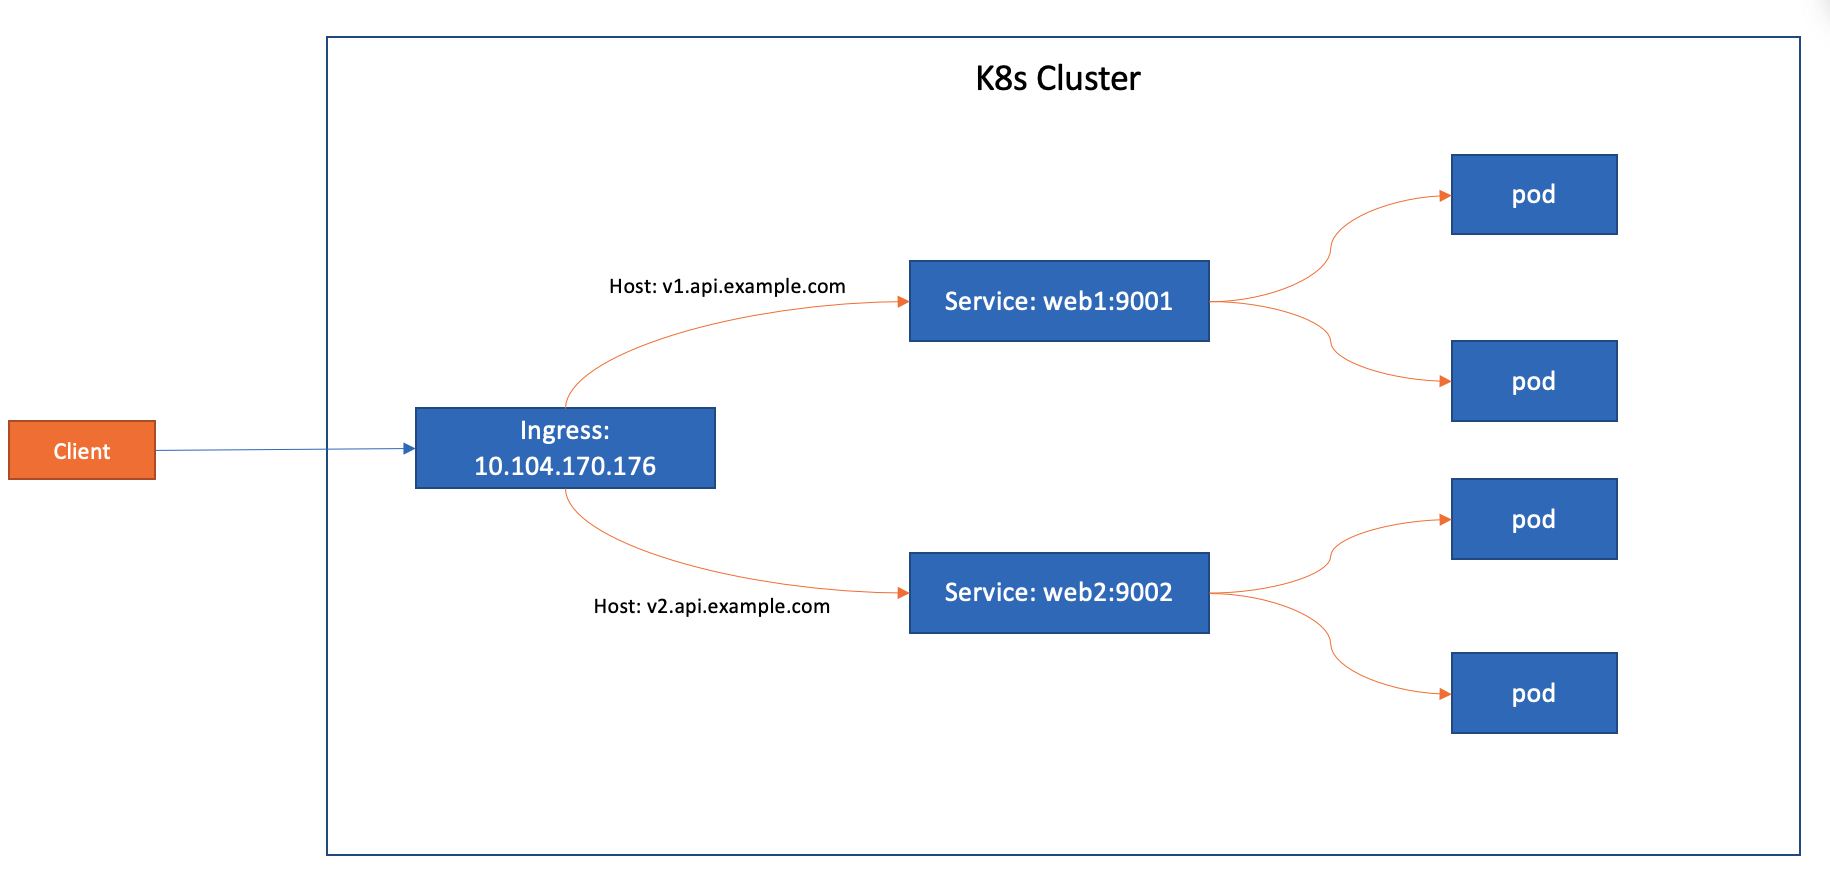 K8s Cluster
Client
Ingress:
10.104.170.176
Host: v1.api.example.com
Service: web1:9001
pod
pod
Host: v2.api.example.com
Service: web2:9002
pod
pod